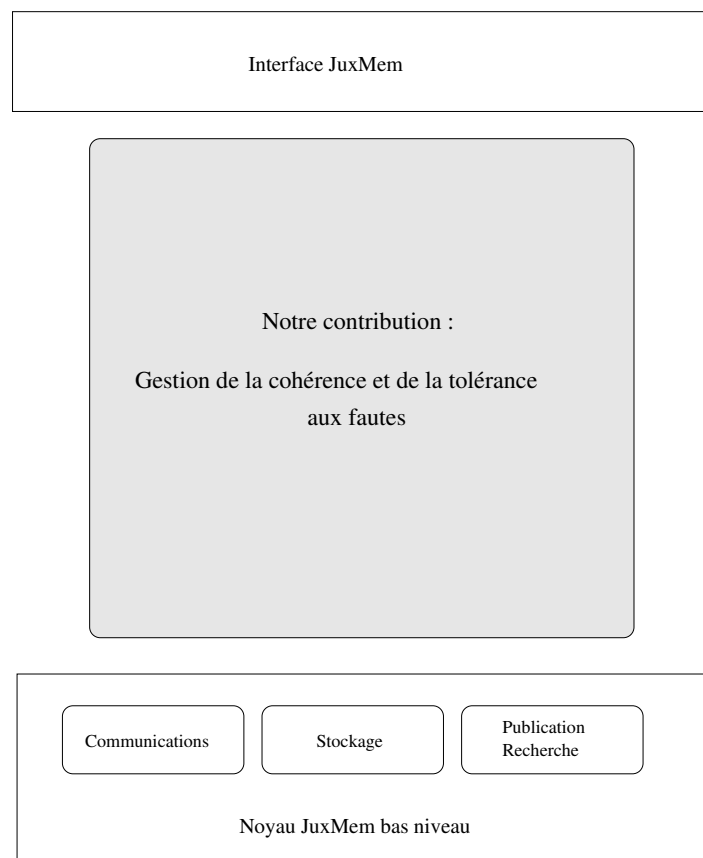 Interface JuxMem
Notre contribution :
Gestion de la cohérence et de la tolérance
aux fautes
Communications
Stockage
Publication
Recherche
Noyau JuxMem bas niveau